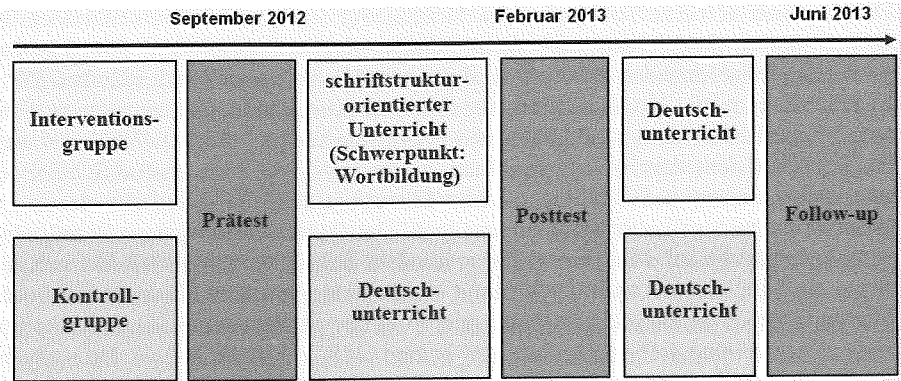 September 2012
Februar 2013
Juni 2013
Interventions-
gruppe
Prätest
schriftstruktur-
orientierter
Unterricht
(Schwerpunkt:
Wortbildung)
Posttest
Deutsch-
unterricht
Follow-up
Kontroll-
gruppe
Deutsch-
unterricht
Deutsch-
unterricht